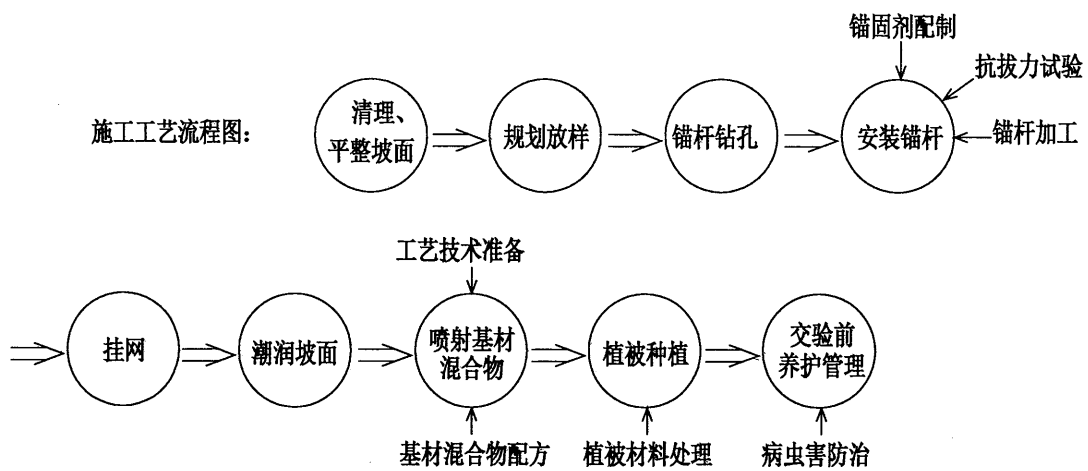 锚固剂配制
抗拔力试验
施工工艺流程图：
清理、
平整坡面
规划放样
锚杆钻孔
安装锚杆
锚杆加工
工艺技术准备
挂网
潮润坡面
喷射基材
混合物
植被种植
交验前
养护管理
基材混合物配方
植被材料处理
病虫害防治